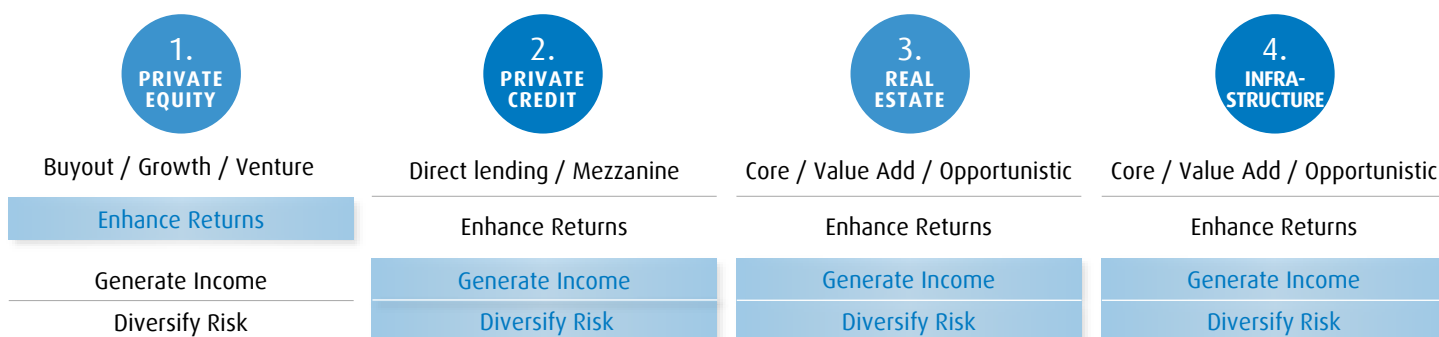 1.
PRIVATE
EQUITY
Buyout / Growth / Venture
Enhance Returns
Generate Income
Diversify Risk
2.
PRIVATE
CREDIT
Direct lending / Mezzanine
Enhance Returns
Generate Income
Diversify Risk
3.
REAL
ESTATE
Core / Value Add / Opportunistic
Enhance Returns
Generate Income
Diversify Risk
4.
INFRA-
STRUCTURE
Core / Value Add / Opportunistic
Enhance Returns
Generate Income
Diversify Risk